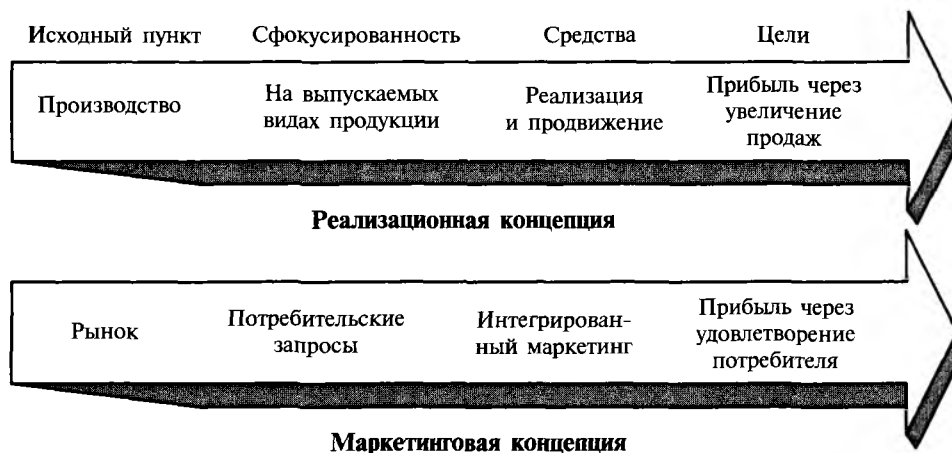 Исходный пункт Сфокусированность Средства Цели
Производство На выпускаемых видах продукции Реализация и продвижение Прибыль через увеличение продаж
Реализационная концепция
Рынок Потребительские запросы Интегрирован-ный маркетинг Прибыль через удовлетворение потребителя
Маркетинговая концепция